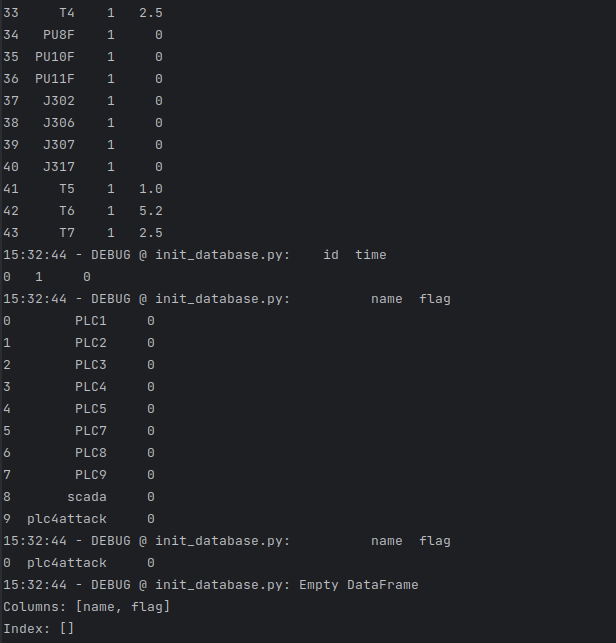 33     T4    1   2.5
34   PU8F    1     0
35  PU10F    1     0
36  PU11F    1     0
37   J302    1     0
38   J306    1     0
39   J307    1     0
40   J317    1     0
41     T5    1   1.0
42     T6    1   5.2
43     T7    1   2.5
15:32:44 - DEBUG @ init_database.py:    id  time
0   1     0
15:32:44 - DEBUG @ init_database.py:          name  flag
0        PLC1     0
1        PLC2     0
2        PLC3     0
3        PLC4     0
4        PLC5     0
5        PLC7     0
6        PLC8     0
7        PLC9     0
8       scada     0
9  plc4attack     0
15:32:44 - DEBUG @ init_database.py:          name  flag
0  plc4attack     0
15:32:44 - DEBUG @ init_database.py: Empty DataFrame
Columns: [name, flag]
Index: []